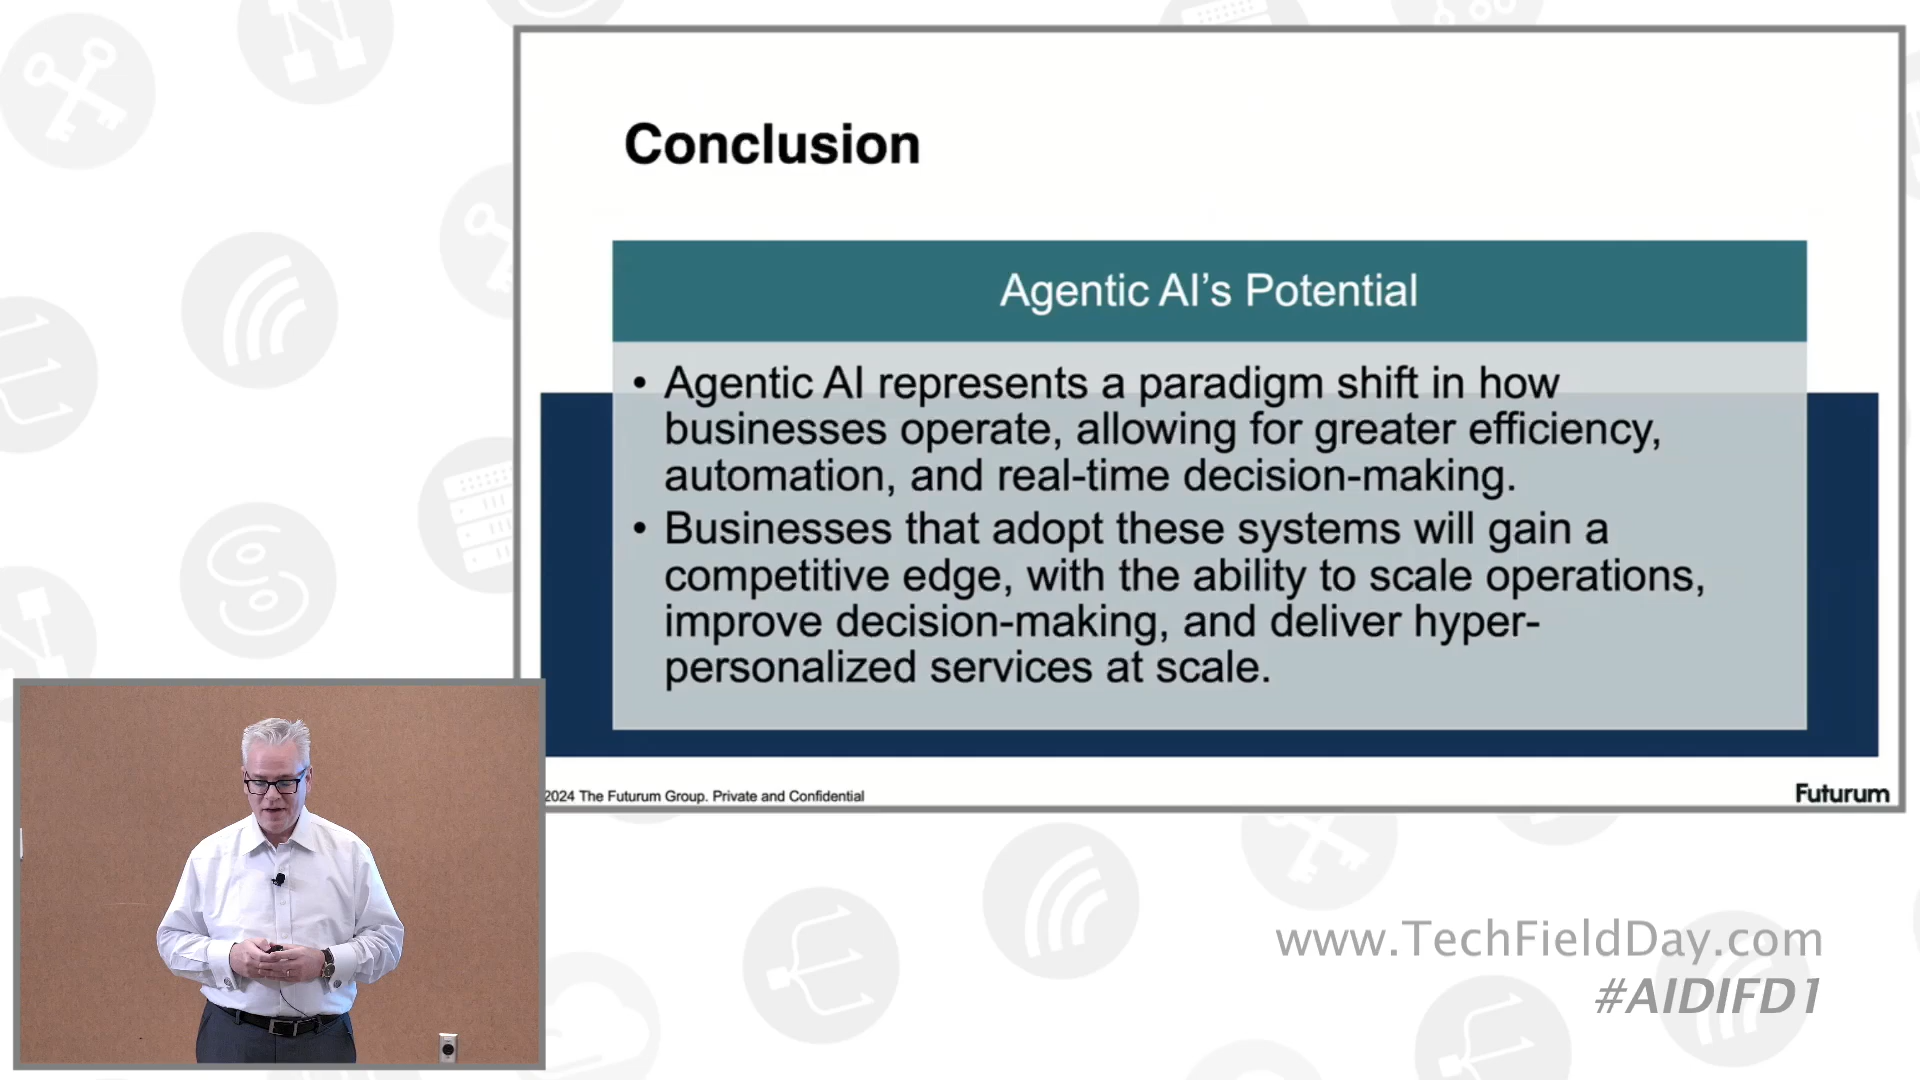 Conclusion
Agentic AI’s Potential
• Agentic AI represents a paradigm shift in how
businesses operate, allowing for greater efficiency,
automation, and real-time decision-making.
• Businesses that adopt these systems will gain a
competitive edge, with the ability to scale operations,
improve decision-making, and deliver hyper-
personalized services at scale.
2024 The Futurum Group. Private and Confidential
Futurum
www.TechFieldDay.com
#AIDIFD1